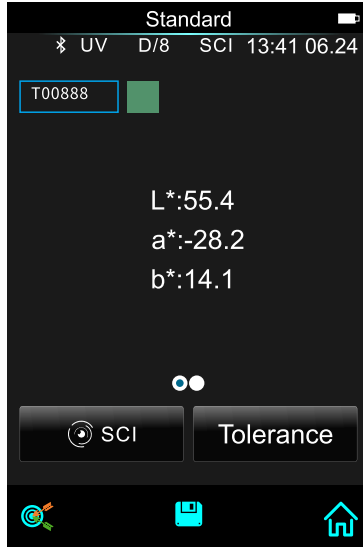 Standard
UV D/8 SCI 13:41 06.24
T00888
L*:55.4
a*:-28.2
b*:14.1
SCI Tolerance